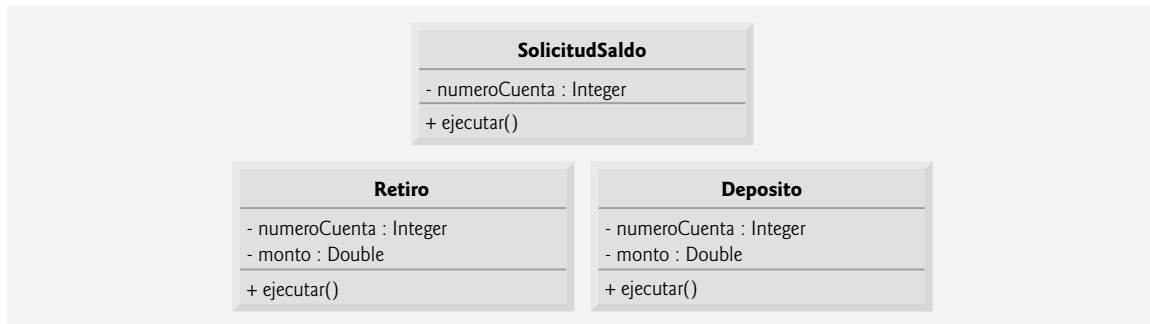 SolicitudSaldo
- numeroCuenta : Integer
+ ejecutar()
Retiro
- numeroCuenta : Integer
- monto : Double
+ ejecutar()
Deposito
- numeroCuenta : Integer
- monto : Double
+ ejecutar()